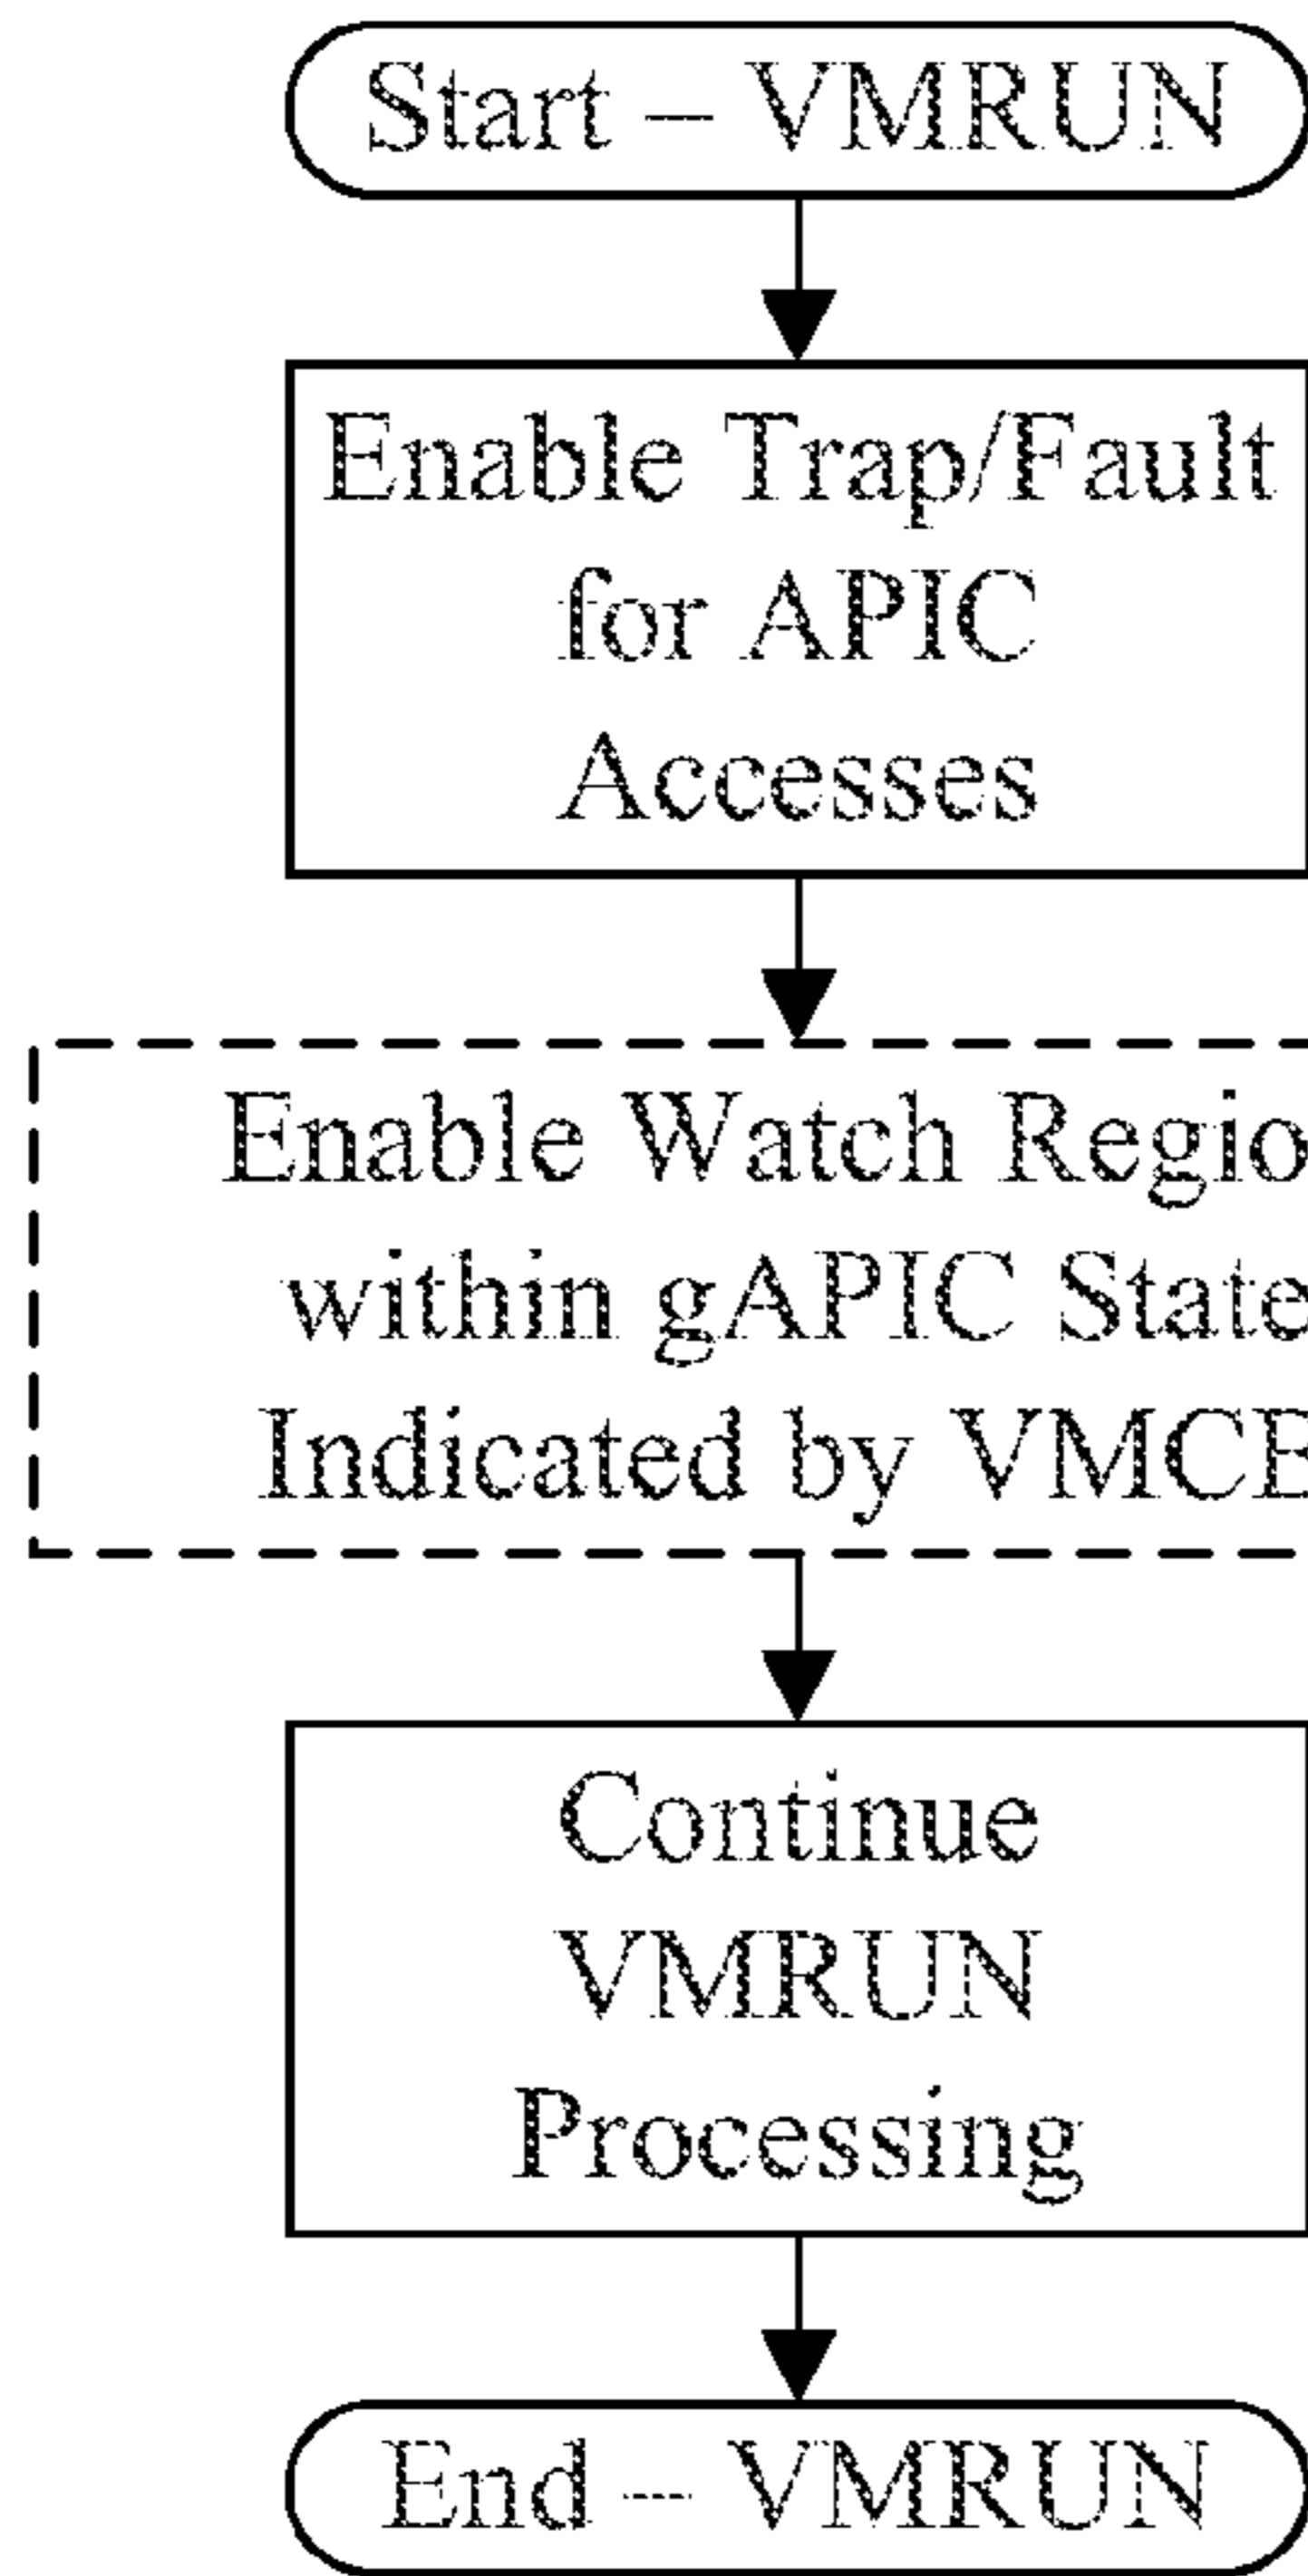 Start – VMRUN
Enable Trap/Fault
for APIC
Accesses
Enable Watch Regio
within gAPIC State
Indicated by
Continue
VMRUN
Processing
End – VMRUN